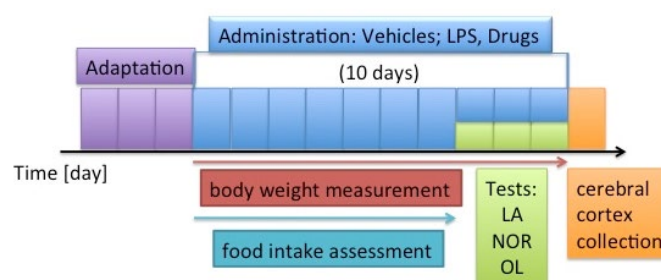 Administration: Vehicles; LPS, Drugs
Adaptation
(10 days)
Time [day]
body weight measurement
food intake assessment
Tests:
LA
NOR
OL
cerebral
cortex
collection